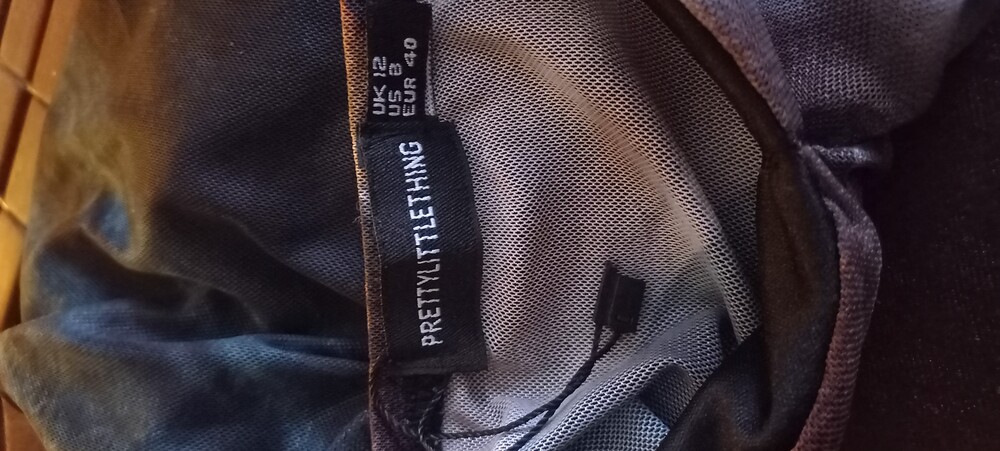 UK 12
US 8
EUR 40
PRETTYLITTLETHING